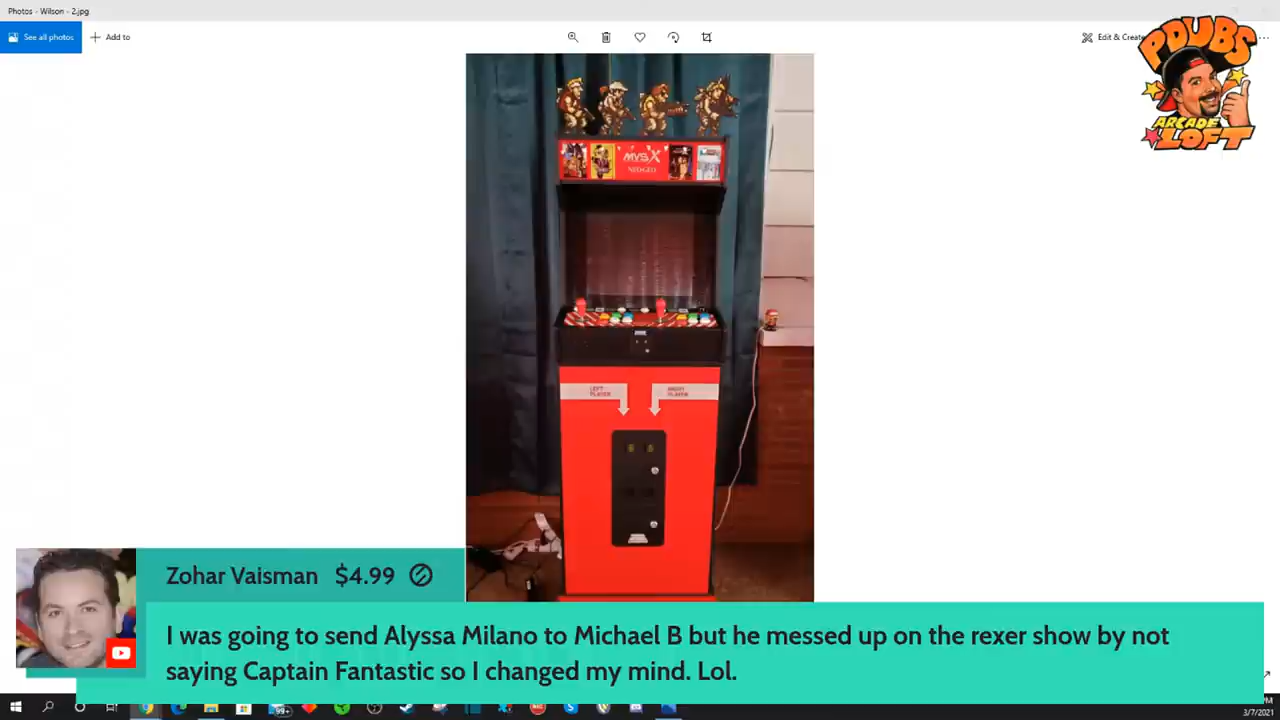 Photos - Wilson - 2.jpg
See all photos
Add to
Edit & Create
PDUBS
ARCADE
LOFT
MVSX
NEOGEO
LEFT
PLAYER
RIGHT
PLAYER
Zohar Vaisman $4.99
I was going to send Alyssa Milano to Michael B but he messed up on the rexer show by not
saying Captain Fantastic so I changed my mind. Lol.
99+
3/7/2021